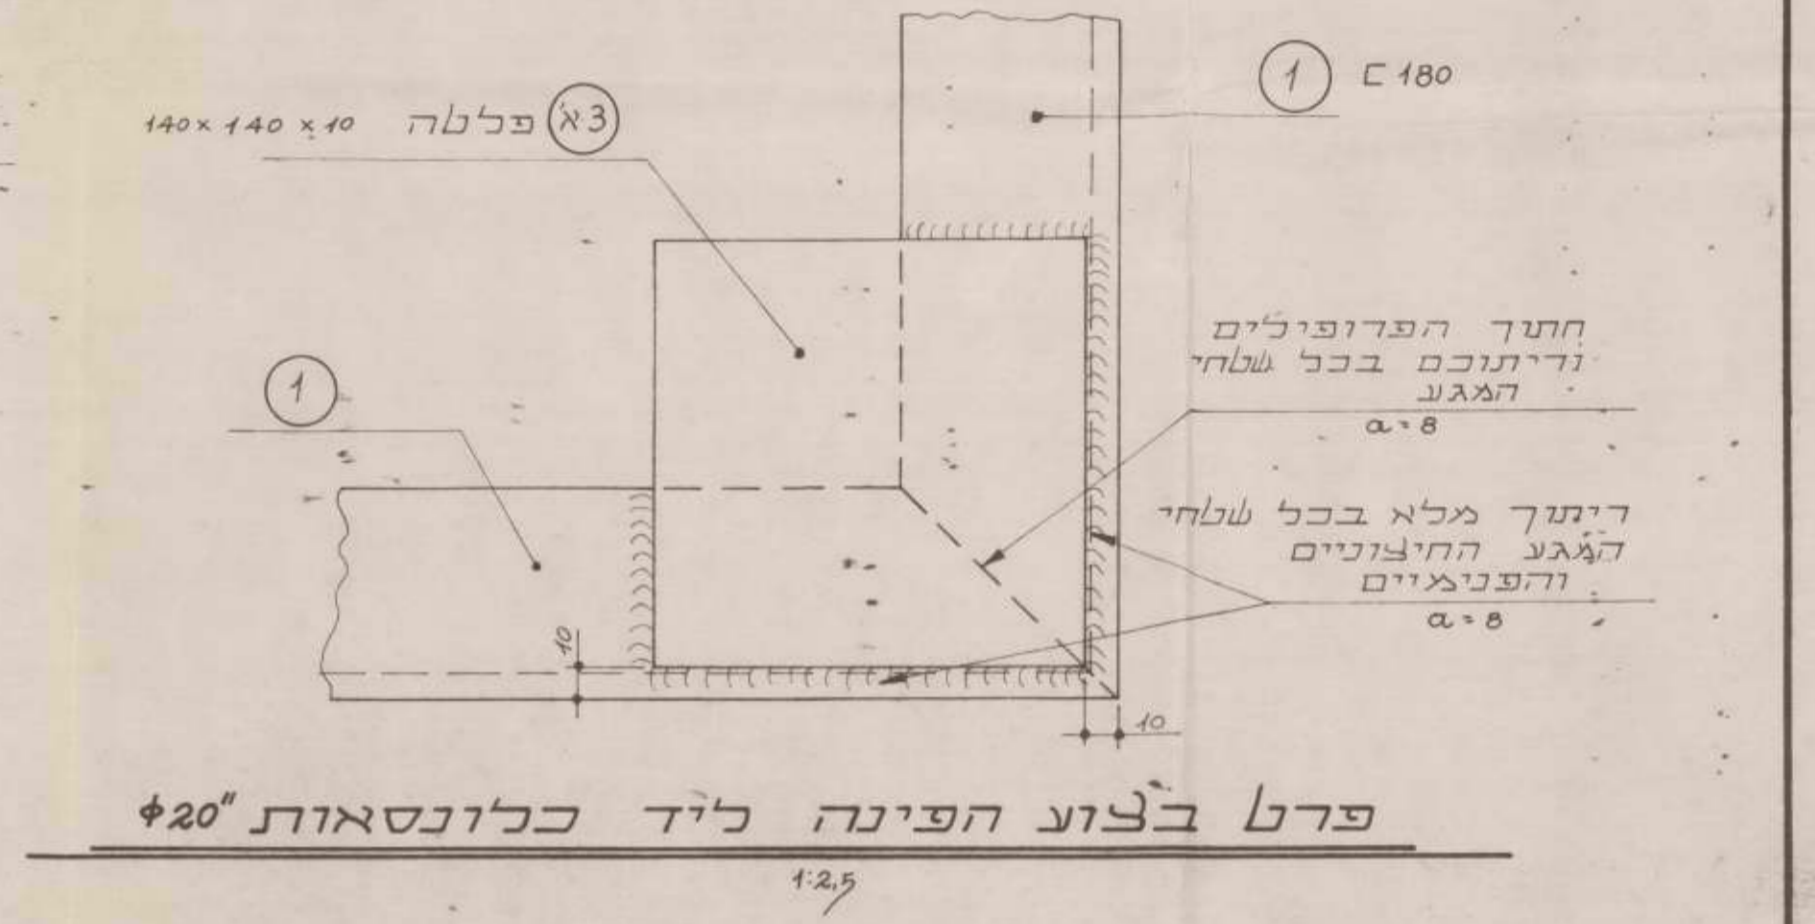 1 ⊏ 180
3א' פלטה 140 x 140 x 10
חתוך הפרופילים
וריתוכם בכל שטחי
המגע
a=8
1
ריתוך מלא בכל שטחי
המגע החיצוניים
והפנימיים
a=8
10
10
פרט בצוע הפינה ליד כלונסאות ⌀20"
1:2,5